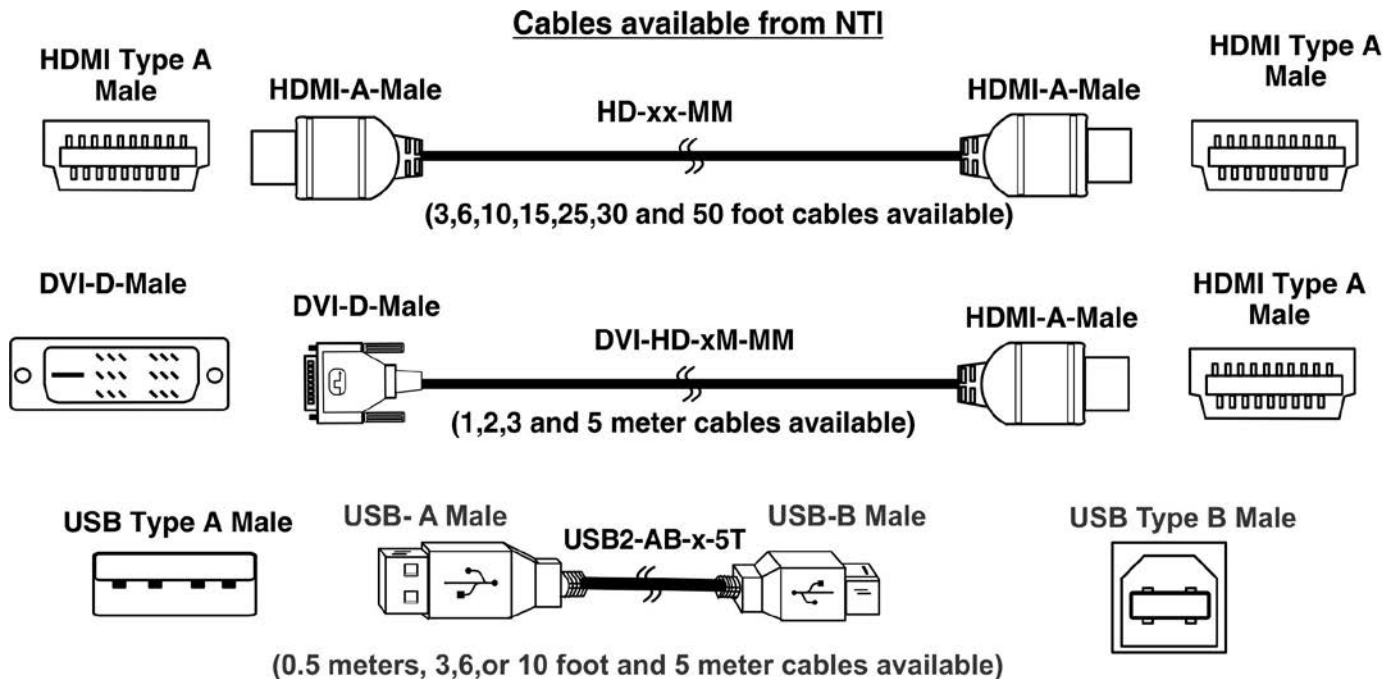 Cables available from NTI
HDMI Type A
Male
HDMI-A-Male
HD-xx-MM
HDMI-A-Male
HDMI Type A
Male
(3,6,10,15,25,30 and 50 foot cables available)
DVI-D-Male
DVI-D-Male
DVI-HD-xM-MM
HDMI-A-Male
HDMI Type A
Male
(1,2,3 and 5 meter cables available)
USB Type A Male
USB- A Male
USB2-AB-x-5T
USB-B Male
USB Type B Male
(0.5 meters, 3,6,or 10 foot and 5 meter cables available)